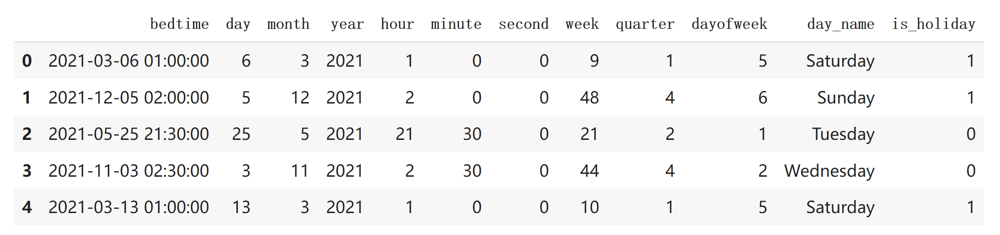 bedtime day month year hour minute second week quarter dayofweek day_name is_holiday
0 2021-03-06 01:00:00 6 3 2021 1 0 0 9 1 5 Saturday 1
1 2021-12-05 02:00:00 5 12 2021 2 0 0 48 4 6 Sunday 1
2 2021-05-25 21:30:00 25 5 2021 21 30 0 21 2 1 Tuesday 0
3 2021-11-03 02:30:00 3 11 2021 2 30 0 44 4 2 Wednesday 0
4 2021-03-13 01:00:00 13 3 2021 1 0 0 10 1 5 Saturday 1